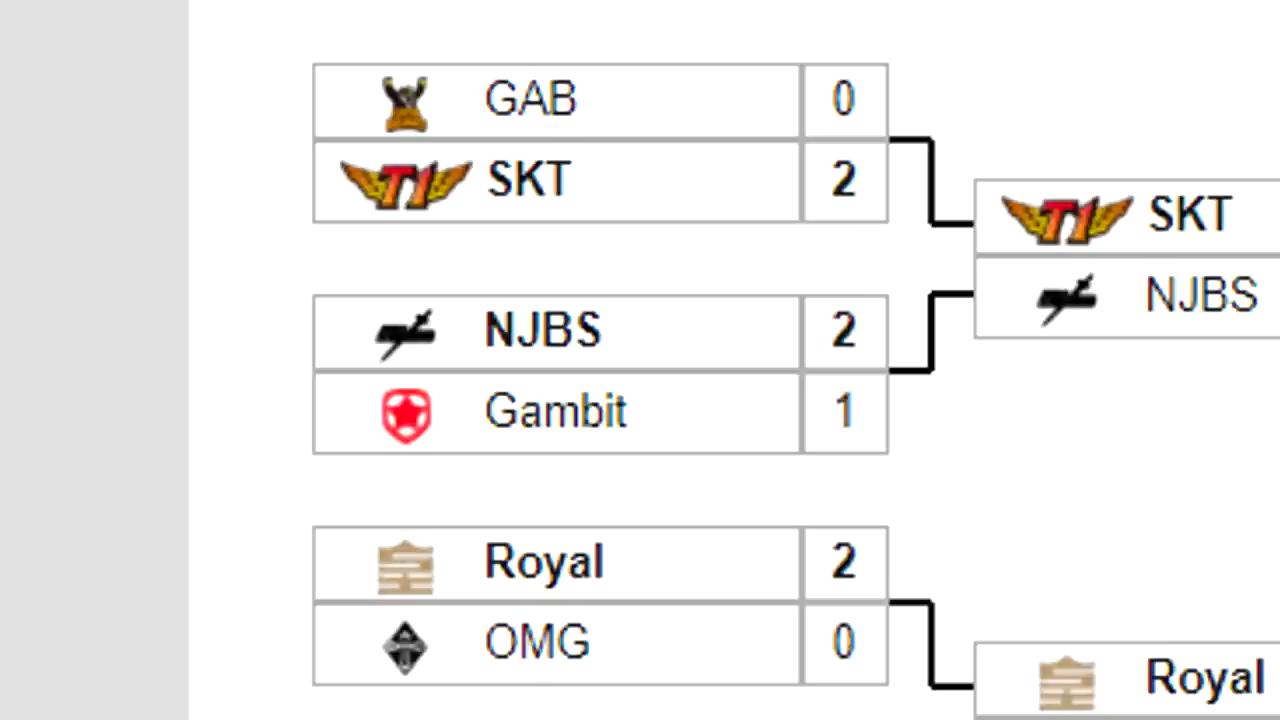 GAB 0
SKT 2
SKT
NJBS
NJBS 2
Gambit 1
Royal 2
OMG 0
Royal